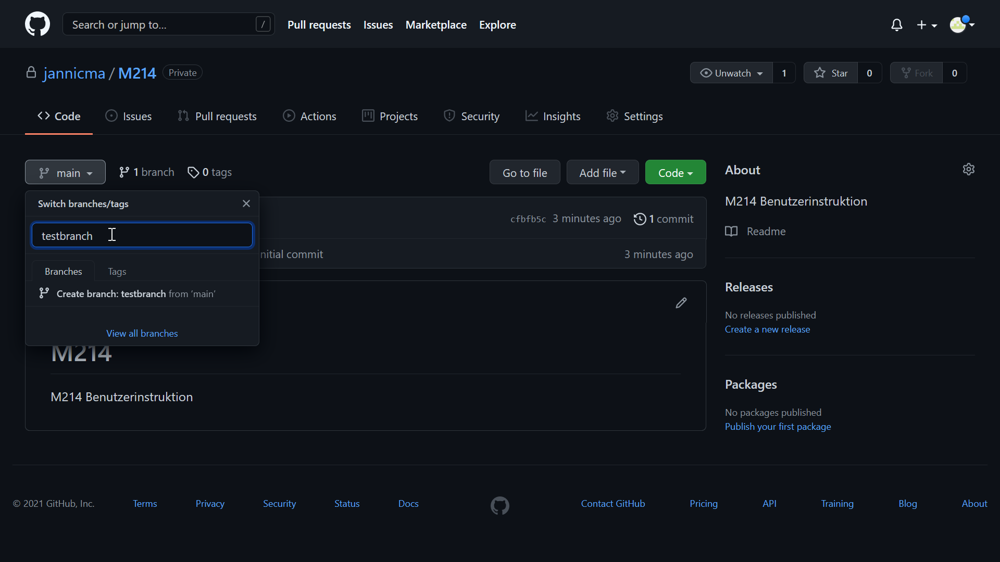 Search or jump to... /
Pull requests Issues Marketplace Explore
jannicma / M214 Private
Unwatch 1 Star 0 Fork 0
Code Issues Pull requests Actions Projects Security Insights Settings
main 1 branch 0 tags
Go to file Add file Code
Switch branches/tags
testbranch
Branches Tags
Create branch: testbranch from 'main'
View all branches
cfbfb5c 3 minutes ago 1 commit
nitial commit 3 minutes ago
M214
M214 Benutzerinstruktion
About
M214 Benutzerinstruktion
Readme
Releases
No releases published
Create a new release
Packages
No packages published
Publish your first package
© 2021 GitHub, Inc. Terms Privacy Security Status Docs Contact GitHub Pricing API Training Blog About